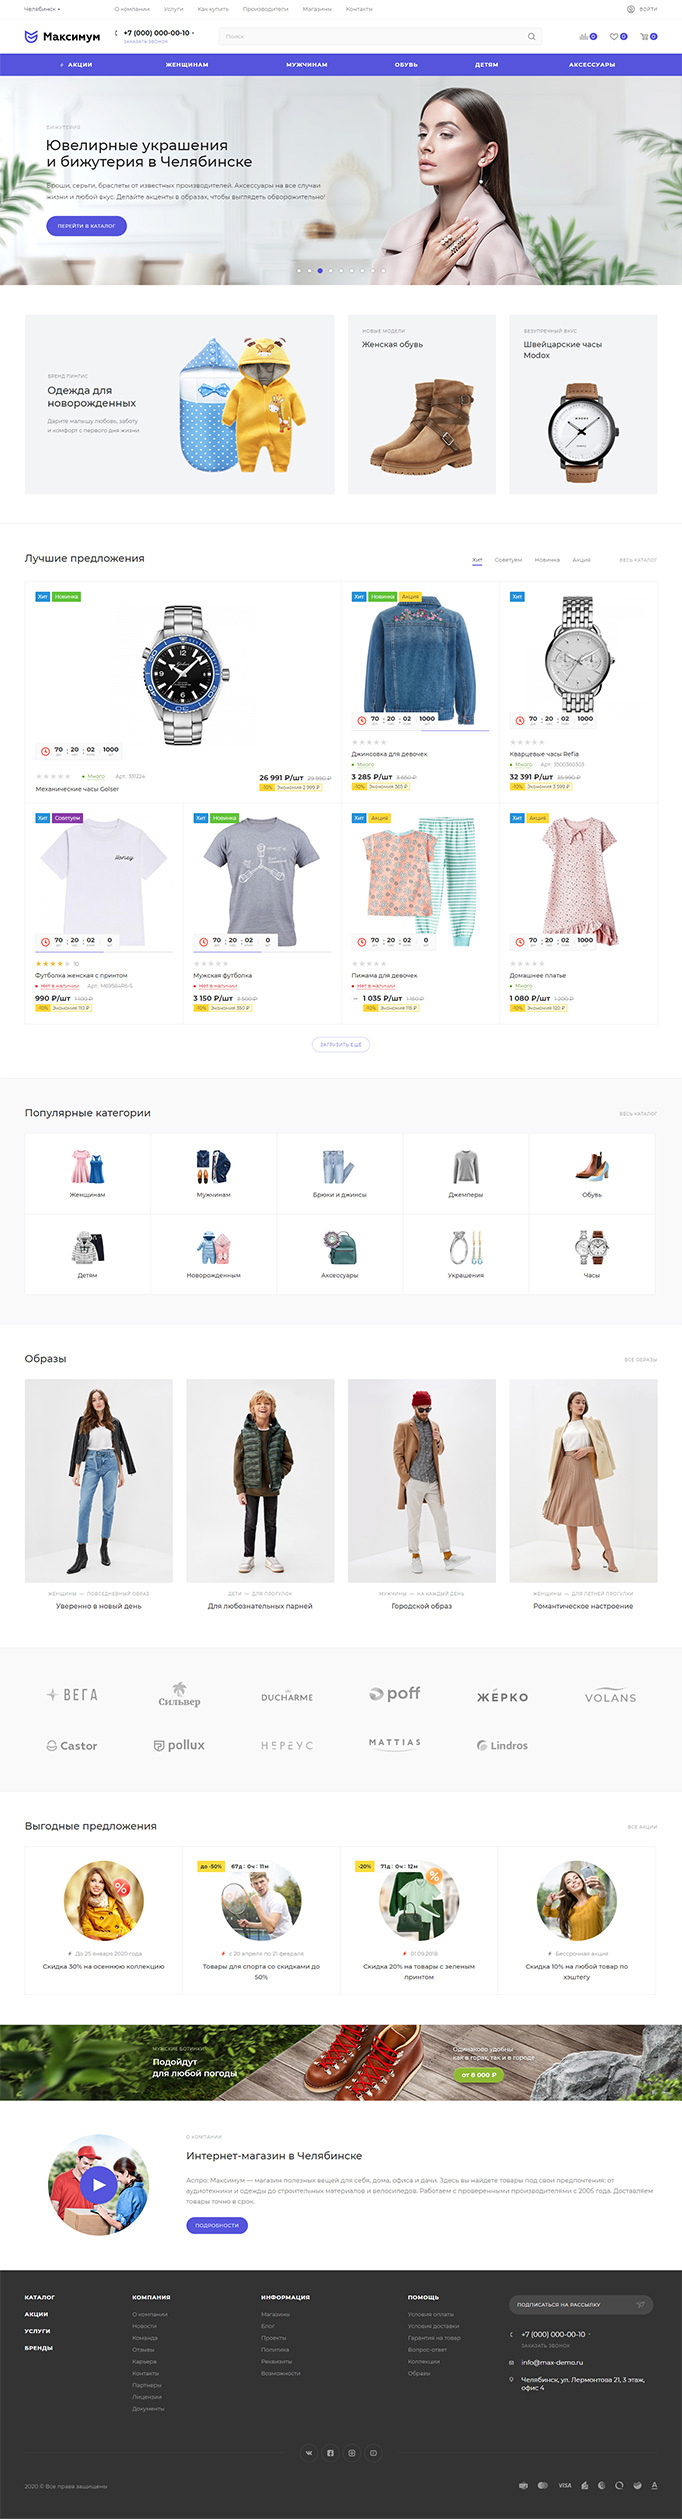 Челябинск
О компании
Услуги
Как купить
Производители
Магазины
Контакты
ВОЙТИ
Максимум
+7 (000) 000-00-10
ЗАКАЗАТЬ ЗВОНОК
Поиск
0
0
0
АКЦИИ
ЖЕНЩИНАМ
МУЖЧИНАМ
ОБУВЬ
ДЕТЯМ
АКСЕССУАРЫ
БИЖУТЕРИЯ
Ювелирные украшения
и бижутерия в Челябинске
Броши, серьги, браслеты от известных производителей. Аксессуары на все случаи
жизни и любой вкус. Делайте акценты в образах, чтобы выглядеть обворожительно!
ПЕРЕЙТИ В КАТАЛОГ
БРЕНД ПИНГИС
Одежда для
новорожденных
Дарите малышу любовь, заботу
и комфорт с первого дня жизни
НОВЫЕ МОДЕЛИ
Женская обувь
БЕЗУПРЕЧНЫЙ ВКУС
Швейцарские часы
Modox
Лучшие предложения
Хит
Советуем
Новинка
Акция
ВЕСЬ КАТАЛОГ
Хит Новинка
70 : 20 : 02 1000
Много Арт.: 331224
Механические часы Golser
26 991 ₽/шт 29 990 ₽
-10% Экономия 2 999 ₽
Хит Новинка Акция
70 : 20 : 02 1000
Джинсовка для девочек
Много
3 285 ₽/шт 3 650 ₽
-10% Экономия 365 ₽
Хит
70 : 20 : 02 1000
Кварцевые часы Refia
Много Арт.: 3300360303
32 391 ₽/шт 35 990 ₽
-10% Экономия 3 599 ₽
Хит Советуем
Honey
70 : 20 : 02 0
10
Футболка женская с принтом
Нет в наличии
990 ₽/шт 1 100 ₽
-10% Экономия 110 ₽
Хит Новинка
70 : 20 : 02 0
Мужская футболка
Нет в наличии
3 150 ₽/шт 3 500 ₽
-10% Экономия 350 ₽
Хит Акция
70 : 20 : 02 0
Пижама для девочек
Нет в наличии
1 035 ₽/шт 1 150 ₽
-10% Экономия 115 ₽
Хит Акция
70 : 20 : 02 1000
Домашнее платье
Много
1 080 ₽/шт 1 200 ₽
-10% Экономия 120 ₽
ЗАГРУЗИТЬ ЕЩЕ
Популярные категории
ВЕСЬ КАТАЛОГ
Женщинам
Мужчинам
Брюки и джинсы
Джемперы
Обувь
Детям
Новорожденным
Аксессуары
Украшения
Часы
Образы
ВСЕ ОБРАЗЫ
ЖЕНЩИНЫ — ПОВСЕДНЕВНЫЙ ОБРАЗ
Уверенно в новый день
ДЕТИ — ДЛЯ ПРОГУЛОК
Для любознательных парней
МУЖЧИНЫ — НА КАЖДЫЙ ДЕНЬ
Городской образ
ЖЕНЩИНЫ — ДЛЯ ЛЕТНЕЙ ПРОГУЛКИ
Романтическое настроение
ВЕГА
Сильвер
DUCHARME
poff
ЖЕРКО
VOLANS
Castor
pollux
НЕРЕУС
MATTIAS
Lindros
Выгодные предложения
ВСЕ АКЦИИ
%
До 25 января 2020 года
Скидка 30% на осеннюю коллекцию
до -50% 67д : 0ч : 11м
%
с 20 апреля по 21 февраля
Товары для спорта со скидками до
50%
-20% 71д : 0ч : 12м
%
01.09.2018
Скидка 20% на товары с зеленым
принтом
Бессрочная акция
Скидка 10% на любой товар по
хэштегу
МУЖСКИЕ БОТИНКИ
Подойдут
для любой погоды
Одинаково удобны
как в горах, так и в городе
от 8 000 ₽
О КОМПАНИИ
Интернет-магазин в Челябинске
Аспро: Максимум — магазин полезных вещей для себя, дома, офиса и дачи. Здесь вы найдете товары под свои предпочтения: от
аудиотехники и одежды до строительных материалов и велосипедов. Работаем с проверенными производителями с 2005 года. Доставляем
товары точно в срок.
ПОДРОБНОСТИ
КАТАЛОГ
АКЦИИ
УСЛУГИ
БРЕНДЫ
КОМПАНИЯ
О компании
Новости
Команда
Отзывы
Карьера
Контакты
Партнеры
Лицензии
Документы
ИНФОРМАЦИЯ
Магазины
Блог
Проекты
Политика
Реквизиты
Возможности
ПОМОЩЬ
Условия оплаты
Условия доставки
Гарантия на товар
Вопрос-ответ
Коллекции
Образы
ПОДПИСАТЬСЯ НА РАССЫЛКУ
+7 (000) 000-00-10
ЗАКАЗАТЬ ЗВОНОК
info@max-demo.ru
Челябинск, ул. Лермонтова 21, 3 этаж,
офис 4
2020 © Все права защищены
VISA